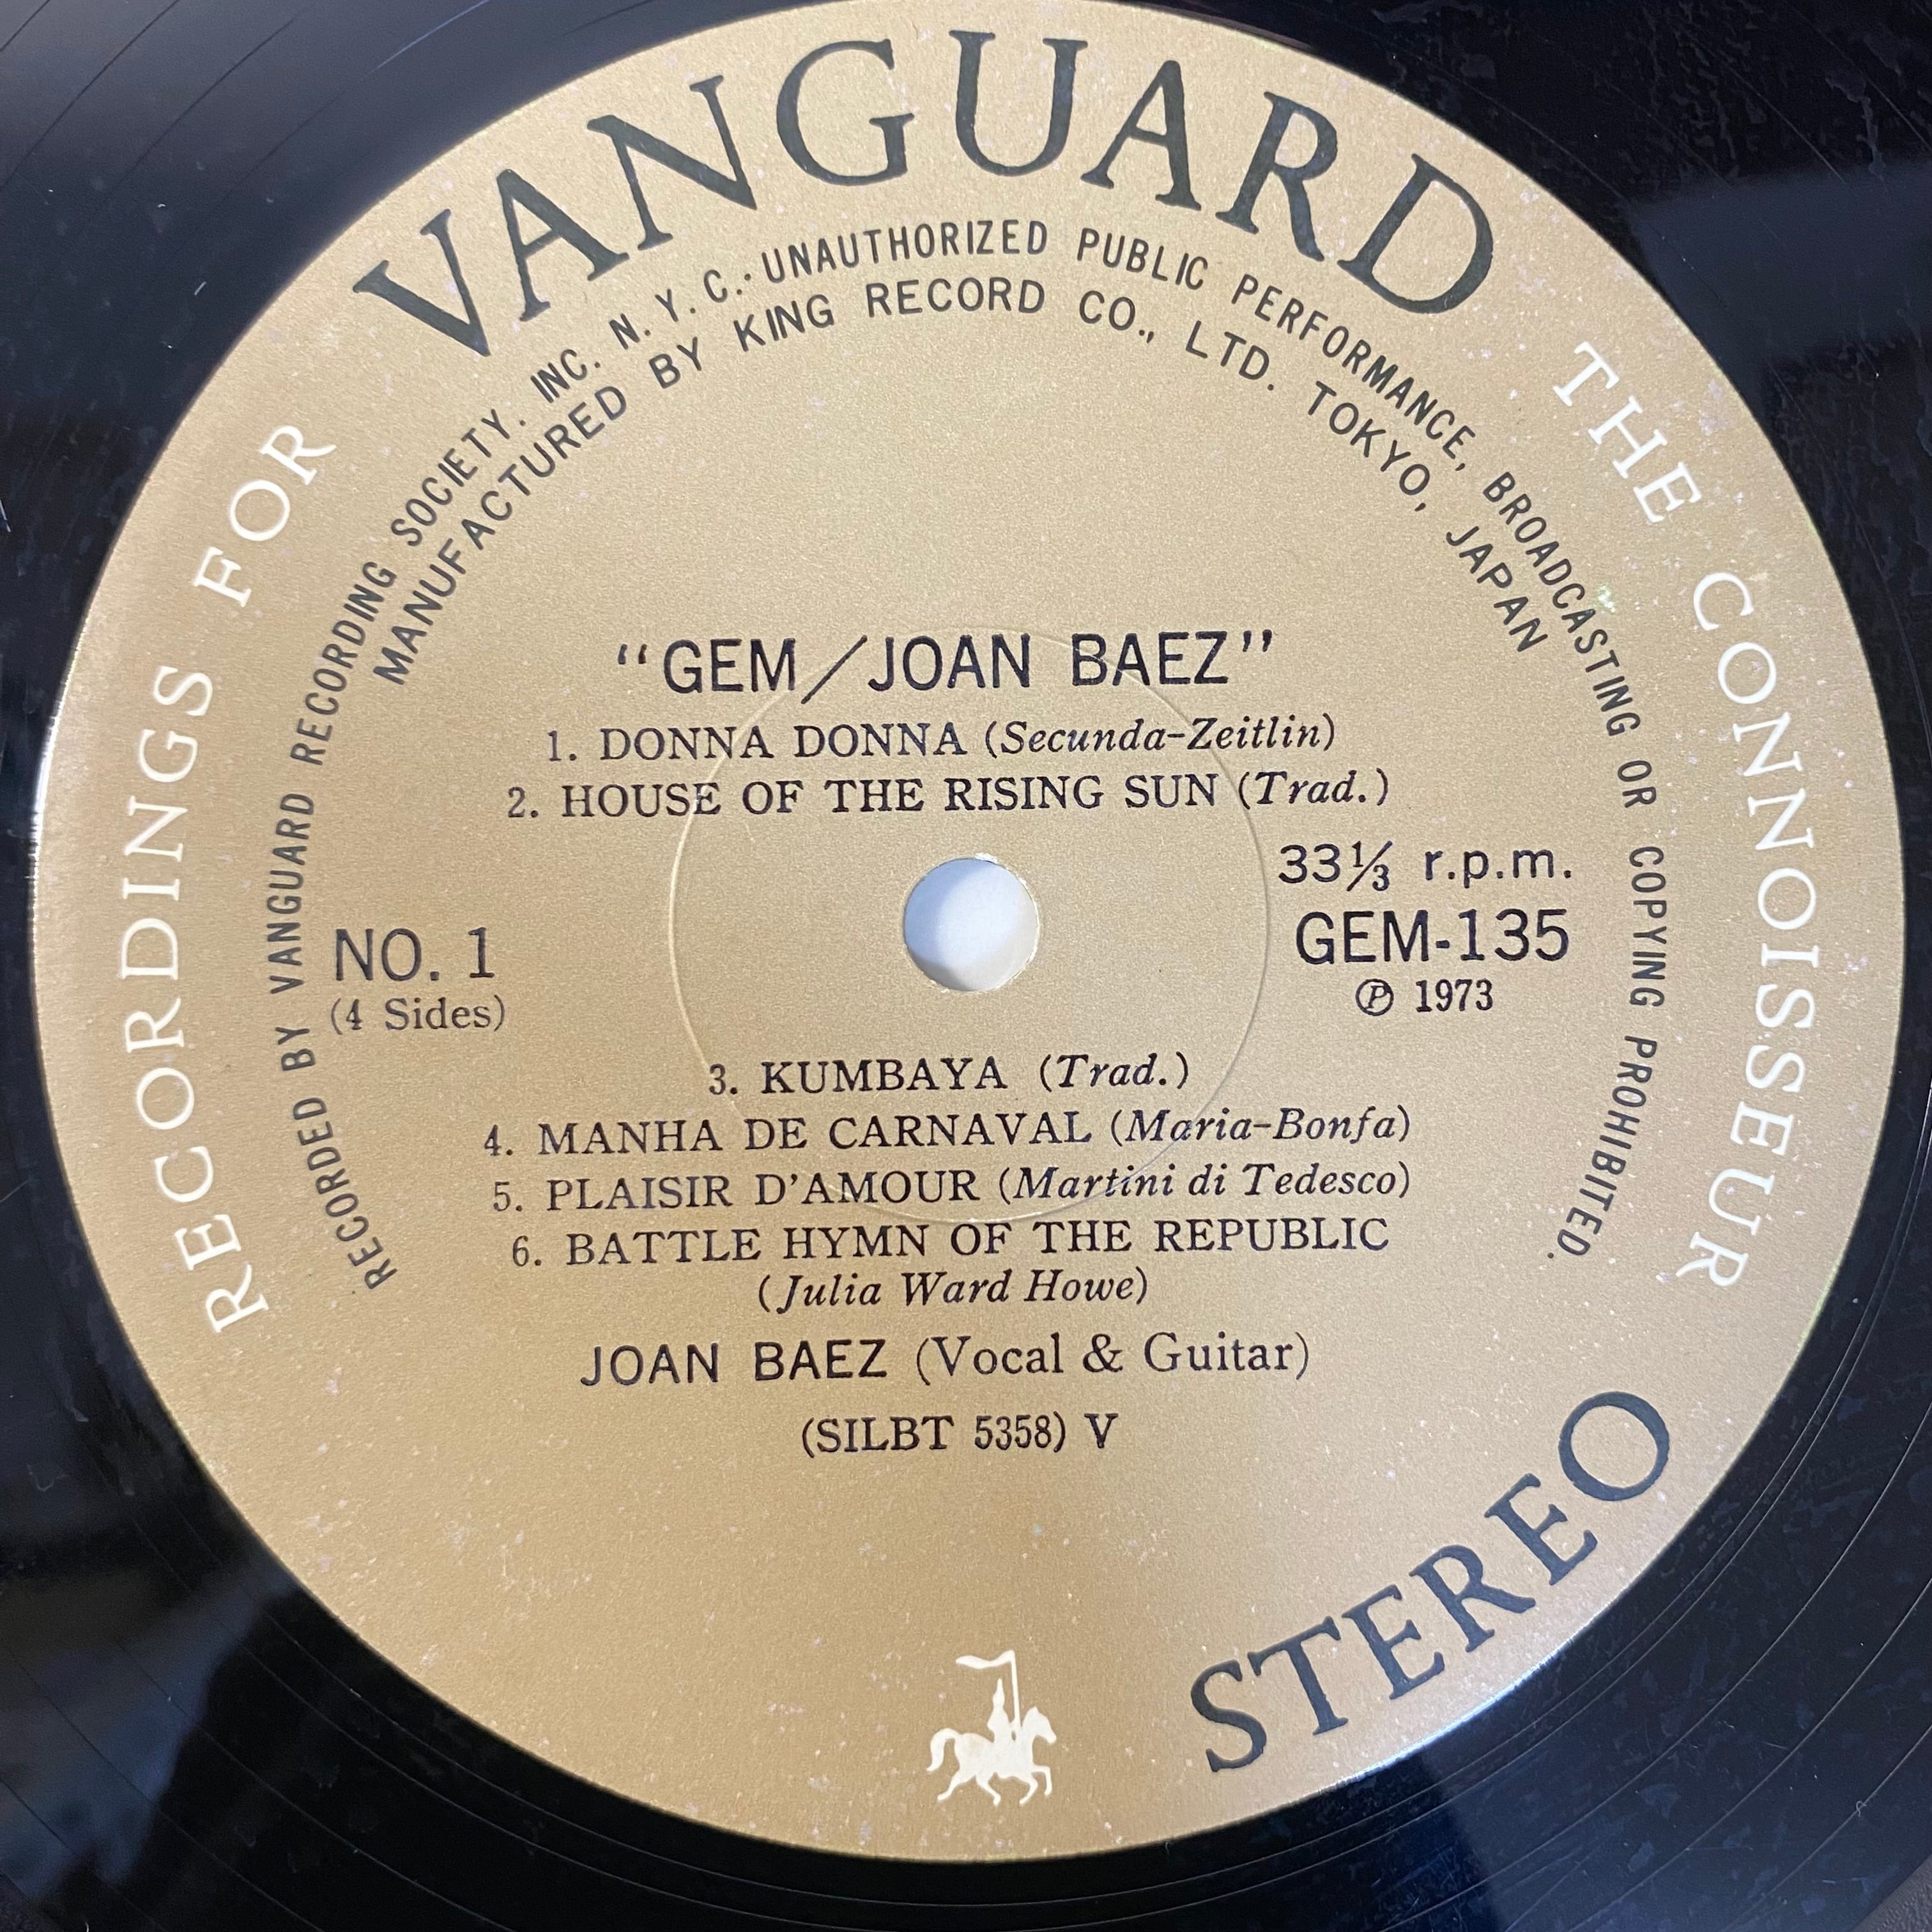 VANGUARD
RECORDINGS FOR THE CONNOISSEUR
RECORDED BY VANGUARD RECORDING SOCIETY. INC. N. Y. C.·UNAUTHORIZED PUBLIC PERFORMANCE, BROADCASTING OR COPYING PROHIBITED.
MANUFACTURED BY KING RECORD CO., LTD. TOKYO, JAPAN
"GEM/JOAN BAEZ"
1. DONNA DONNA (Secunda-Zeitlin)
2. HOUSE OF THE RISING SUN (Trad.)
33⅓ r.p.m.
NO. 1
GEM-135
(4 Sides)
℗ 1973
3. KUMBAYA (Trad.)
4. MANHA DE CARNAVAL (Maria-Bonfa)
5. PLAISIR D'AMOUR (Martini di Tedesco)
6. BATTLE HYMN OF THE REPUBLIC
(Julia Ward Howe)
JOAN BAEZ (Vocal & Guitar)
(SILBT 5358) V
STEREO